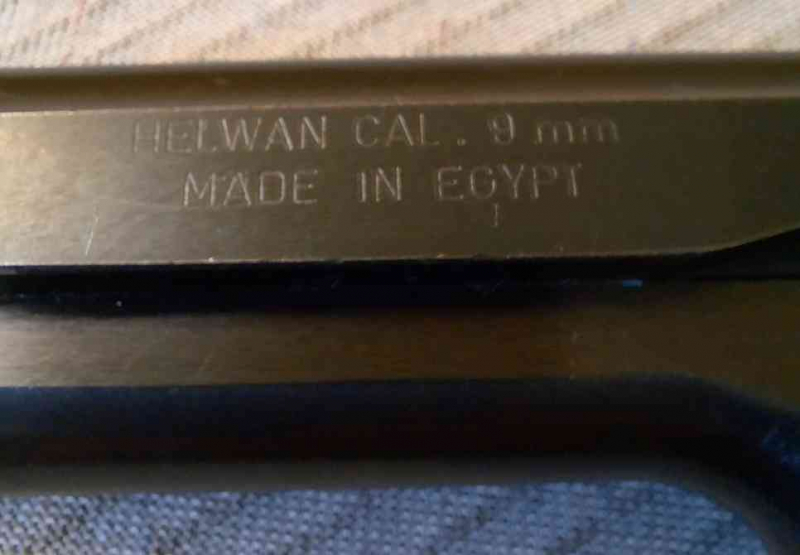 HELWAN CAL. 9 mm
MADE IN EGYPT